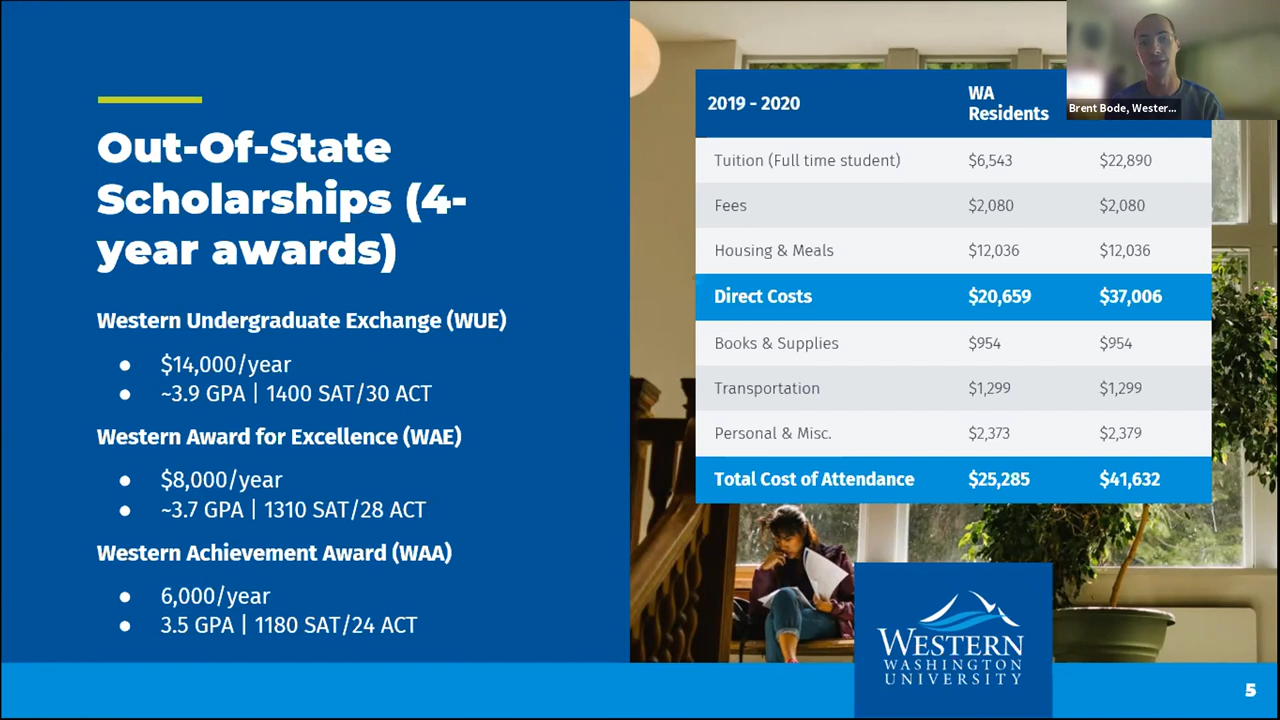 Out-Of-State
Scholarships (4-
year awards)
Western Undergraduate Exchange (WUE)
● $14,000/year
● ~3.9 GPA | 1400 SAT/30 ACT
Western Award for Excellence (WAE)
● $8,000/year
● ~3.7 GPA | 1310 SAT/28 ACT
Western Achievement Award (WAA)
● 6,000/year
● 3.5 GPA | 1180 SAT/24 ACT
2019 - 2020 WA
Residents
Tuition (Full time student) $6,543 $22,890
Fees $2,080 $2,080
Housing & Meals $12,036 $12,036
Direct Costs $20,659 $37,006
Books & Supplies $954 $954
Transportation $1,299 $1,299
Personal & Misc. $2,373 $2,379
Total Cost of Attendance $25,285 $41,632
Brent Bode, Wester...
WESTERN
WASHINGTON
UNIVERSITY
5